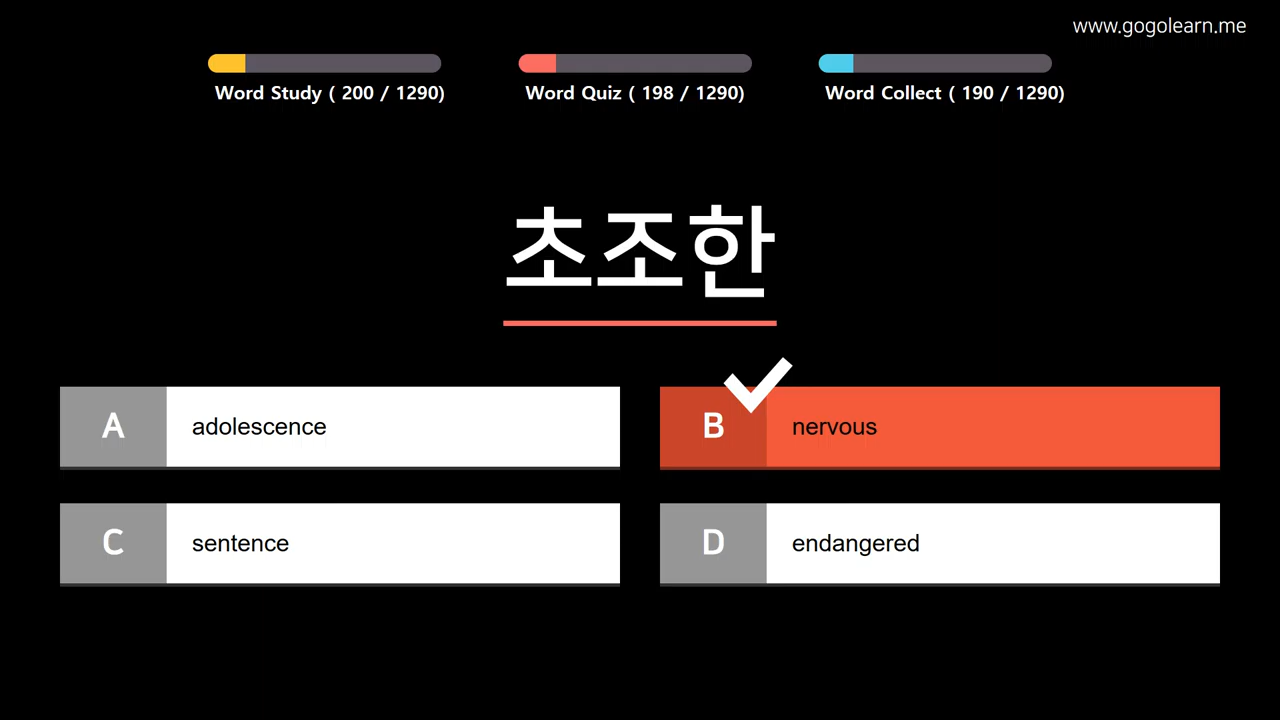 www.gogolearn.me
Word Study ( 200 / 1290)
Word Quiz ( 198 / 1290)
Word Collect ( 190 / 1290)
초조한
A adolescence
B nervous
C sentence
D endangered